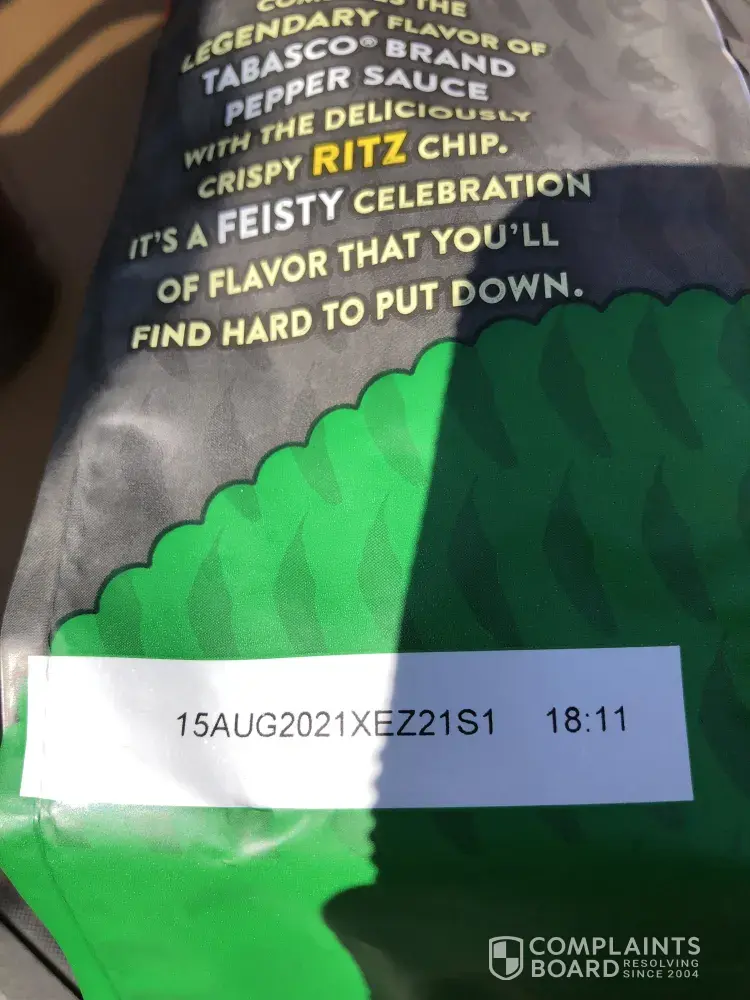 THE
LEGENDARY FLAVOR OF
TABASCO® BRAND
PEPPER SAUCE
WITH THE DELICIOUSLY
CRISPY RITZ CHIP.
IT'S A FEISTY CELEBRATION
OF FLAVOR THAT YOU'LL
FIND HARD TO PUT DOWN.
15AUG2021XEZ21S1 18:11
COMPLAINTS
BOARD RESOLVING
SINCE 2004